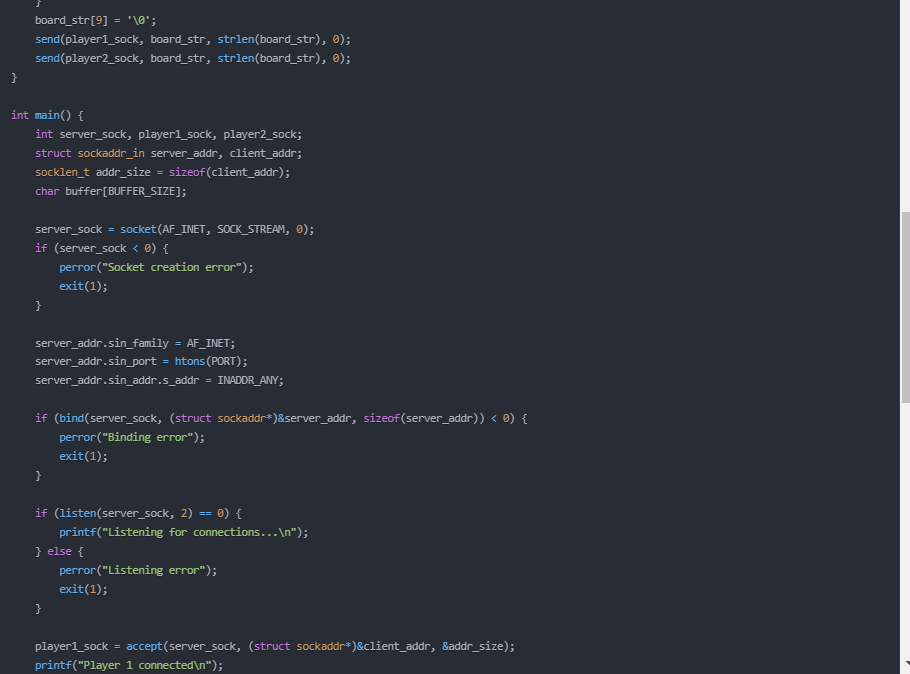 }
    board_str[9] = '\0';
    send(player1_sock, board_str, strlen(board_str), 0);
    send(player2_sock, board_str, strlen(board_str), 0);
}

int main() {
    int server_sock, player1_sock, player2_sock;
    struct sockaddr_in server_addr, client_addr;
    socklen_t addr_size = sizeof(client_addr);
    char buffer[BUFFER_SIZE];

    server_sock = socket(AF_INET, SOCK_STREAM, 0);
    if (server_sock < 0) {
        perror("Socket creation error");
        exit(1);
    }

    server_addr.sin_family = AF_INET;
    server_addr.sin_port = htons(PORT);
    server_addr.sin_addr.s_addr = INADDR_ANY;

    if (bind(server_sock, (struct sockaddr*)&server_addr, sizeof(server_addr)) < 0) {
        perror("Binding error");
        exit(1);
    }

    if (listen(server_sock, 2) == 0) {
        printf("Listening for connections...\n");
    } else {
        perror("Listening error");
        exit(1);
    }

    player1_sock = accept(server_sock, (struct sockaddr*)&client_addr, &addr_size);
    printf("Player 1 connected\n");